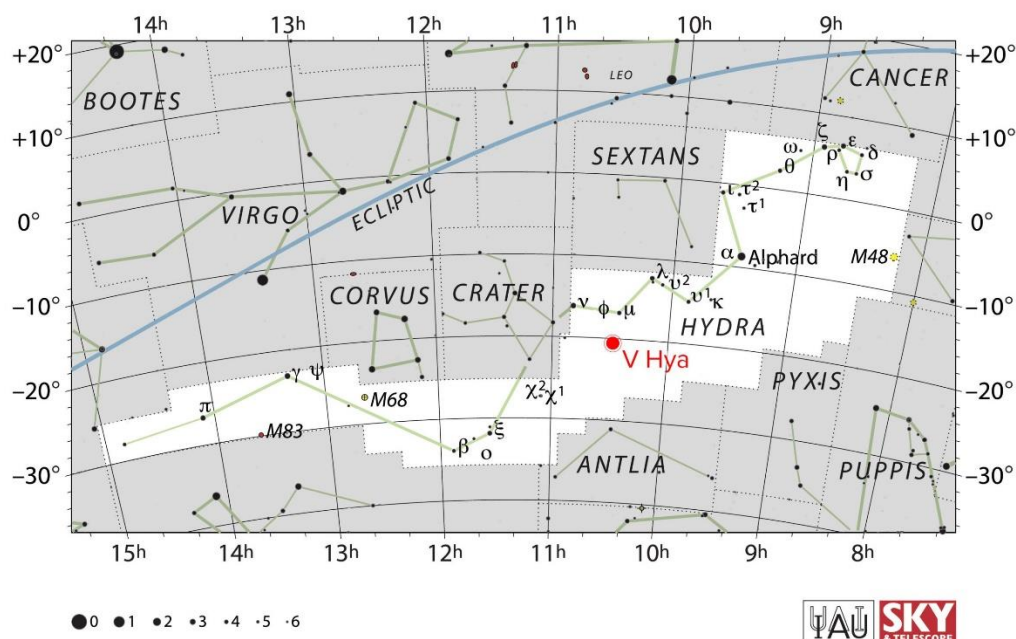 14h 13h 12h 11h 10h 9h
+20° +20°
LEO
BOOTES CANCER
+10° +10°
SEXTANS ω ζ ε
θ ρ δ
η σ
ι τ² τ¹
0° VIRGO ECLIPTIC 0°
α Alphard M48
CORVUS CRATER λ υ²
-10° ν φ μ υ¹ κ -10°
HYDRA
V Hya
PYXIS
-20° γ ψ χ² χ¹ -20°
π M68
M83 β ο ξ
-30° ANTLIA PUPPIS -30°
15h 14h 13h 12h 11h 10h 9h 8h
0 1 2 3 4 5 6
IAU SKY
& TELESCOPE